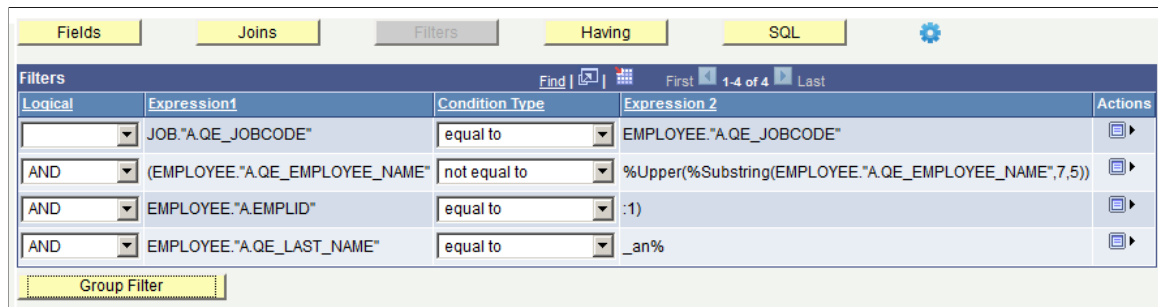 Fields Joins Filters Having SQL
Filters Find | | First 1-4 of 4 Last
Logical Expression1 Condition Type Expression 2 Actions
JOB."A.QE_JOBCODE" equal to EMPLOYEE."A.QE_JOBCODE"
AND (EMPLOYEE."A.QE_EMPLOYEE_NAME" not equal to %Upper(%Substring(EMPLOYEE."A.QE_EMPLOYEE_NAME",7,5))
AND EMPLOYEE."A.EMPLID" equal to :1)
AND EMPLOYEE."A.QE_LAST_NAME" equal to _an%
Group Filter